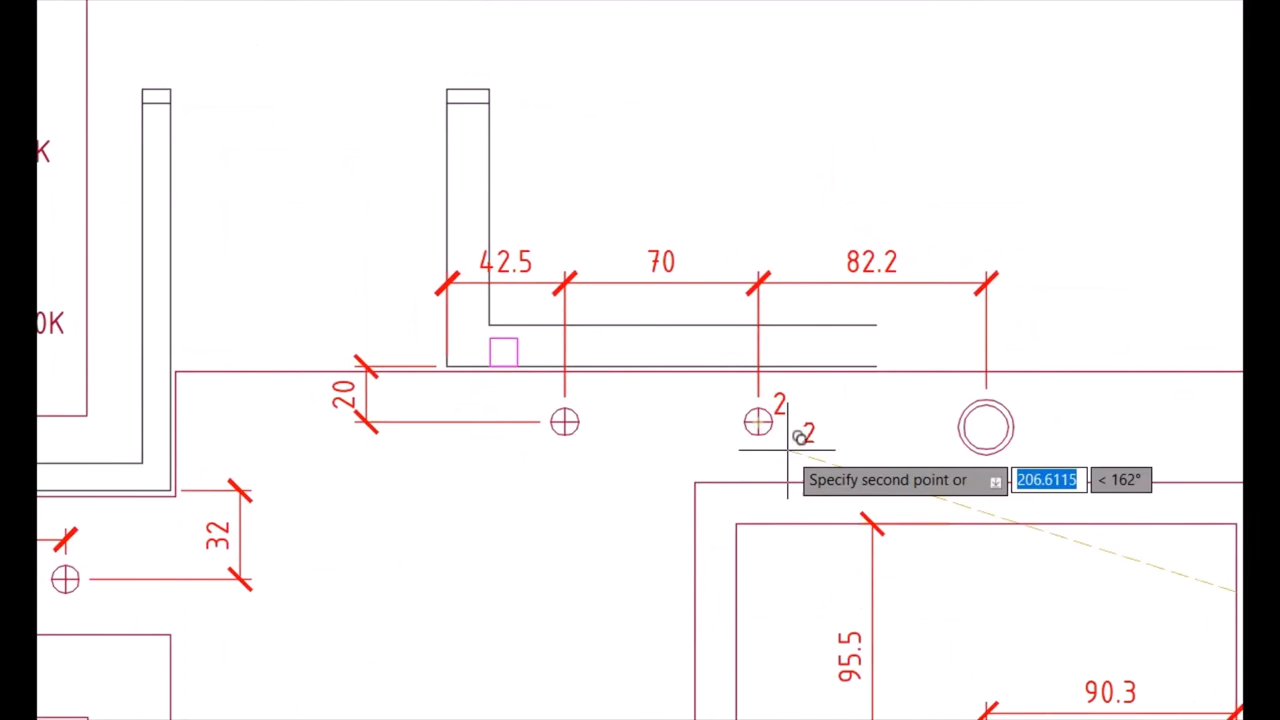 K
42.5 70 82.2
0K
20
2
2
Specify second point or 206.6115 < 162°
32
95.5
90.3